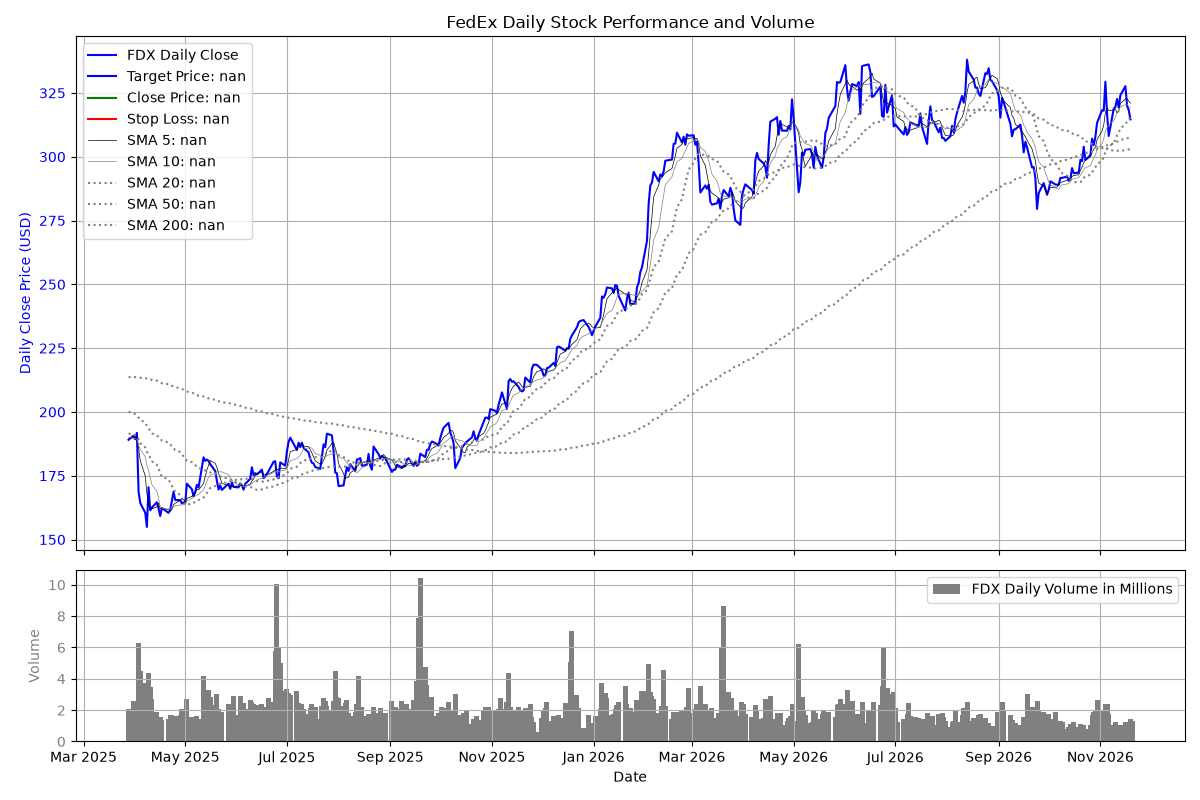 FedEx Daily Stock Performance and Volume
FDX Daily Close
Target Price: nan
Close Price: nan
Stop Loss: nan
SMA 5: nan
SMA 10: nan
SMA 20: nan
SMA 50: nan
SMA 200: nan
Daily Close Price (USD)
325
300
275
250
225
200
175
150
FDX Daily Volume in Millions
Volume
10
8
6
4
2
0
Mar 2025 May 2025 Jul 2025 Sep 2025 Nov 2025 Jan 2026 Mar 2026 May 2026 Jul 2026 Sep 2026 Nov 2026
Date